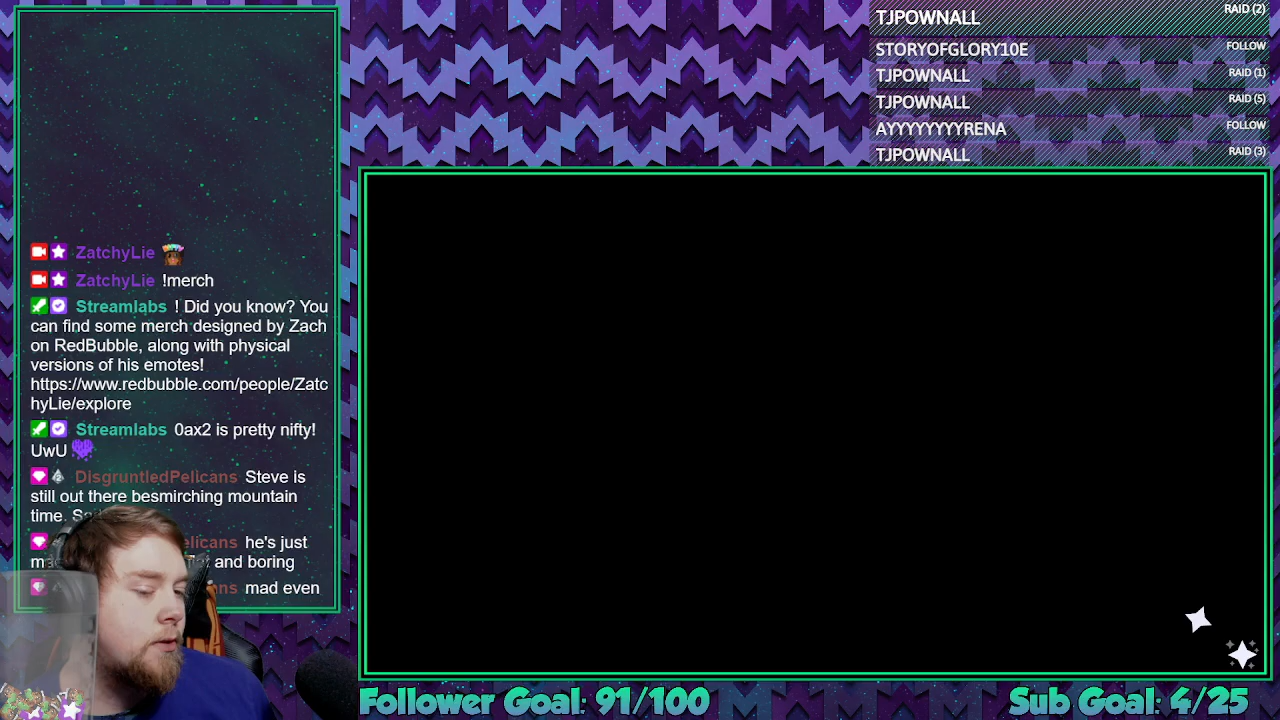 TJPOWNALL RAID (2)
STORYOFGLORY10E FOLLOW
TJPOWNALL RAID (1)
TJPOWNALL RAID (5)
AYYYYYYYRENA FOLLOW
TJPOWNALL RAID (3)
ZatchyLie
ZatchyLie !merch
Streamlabs ! Did you know? You
can find some merch designed by Zach
on RedBubble, along with physical
versions of his emotes!
https://www.redbubble.com/people/Zatc
hyLie/explore
Streamlabs 0ax2 is pretty nifty!
UwU
DisgruntledPelicans Steve is
still out there besmirching mountain
time.
he's just
and boring
mad even
Follower Goal: 91/100
Sub Goal: 4/25